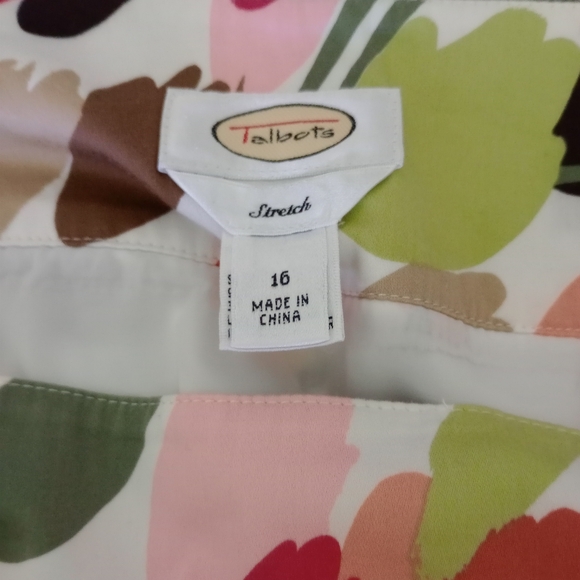 Talbots
Stretch
16
MADE IN
CHINA